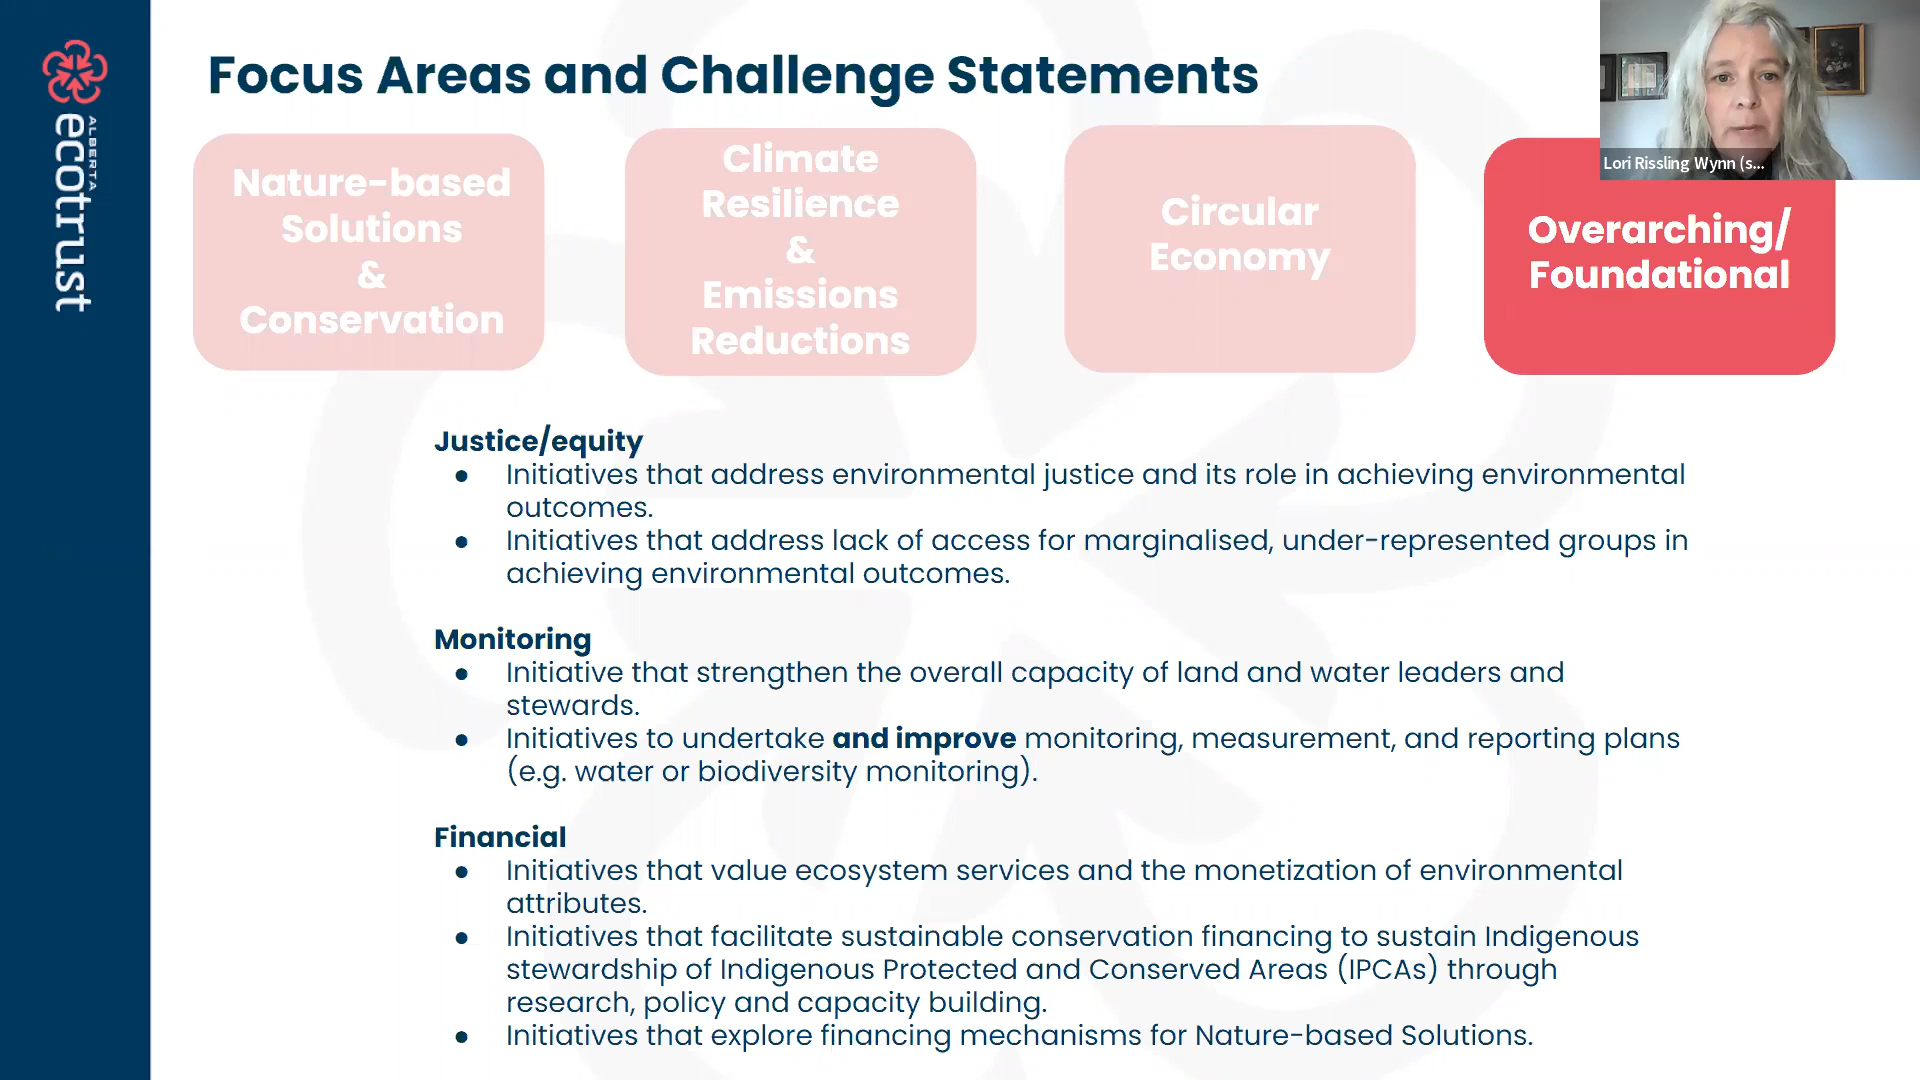 ALBERTA
ecotrust
Focus Areas and Challenge Statements
Nature-based
Solutions
&
Conservation
Climate
Resilience
&
Emissions
Reductions
Circular
Economy
Overarching/
Foundational
Lori Rissling Wynn (s...
Justice/equity
● Initiatives that address environmental justice and its role in achieving environmental
outcomes.
● Initiatives that address lack of access for marginalised, under-represented groups in
achieving environmental outcomes.
Monitoring
● Initiative that strengthen the overall capacity of land and water leaders and
stewards.
● Initiatives to undertake and improve monitoring, measurement, and reporting plans
(e.g. water or biodiversity monitoring).
Financial
● Initiatives that value ecosystem services and the monetization of environmental
attributes.
● Initiatives that facilitate sustainable conservation financing to sustain Indigenous
stewardship of Indigenous Protected and Conserved Areas (IPCAs) through
research, policy and capacity building.
● Initiatives that explore financing mechanisms for Nature-based Solutions.